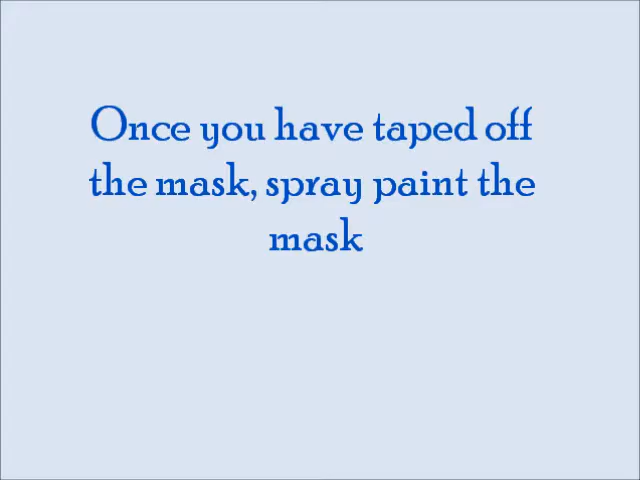 Once you have taped off
the mask, spray paint the
mask